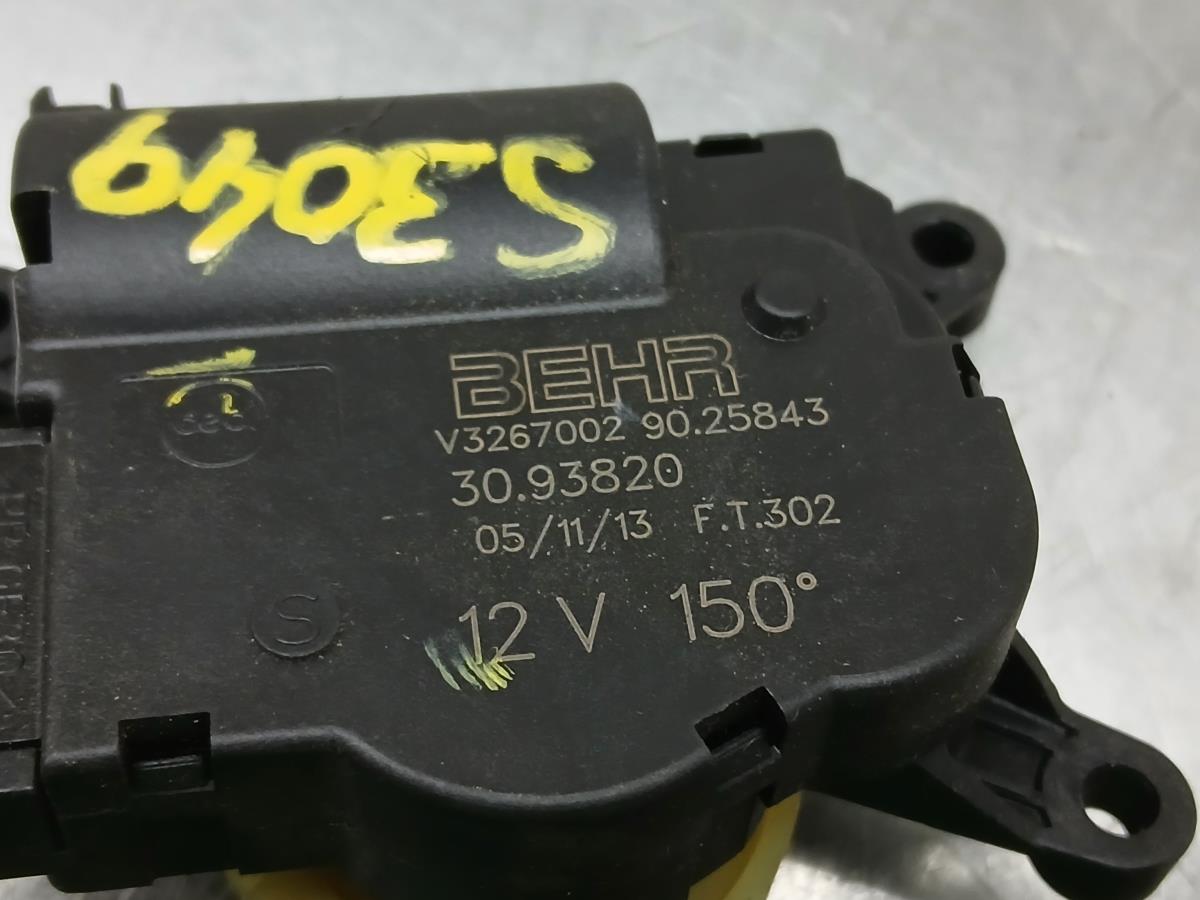 S3049
BEHR
V3267002 90.25843
30.93820
05/11/13 F.T.302
S
12 V 150°